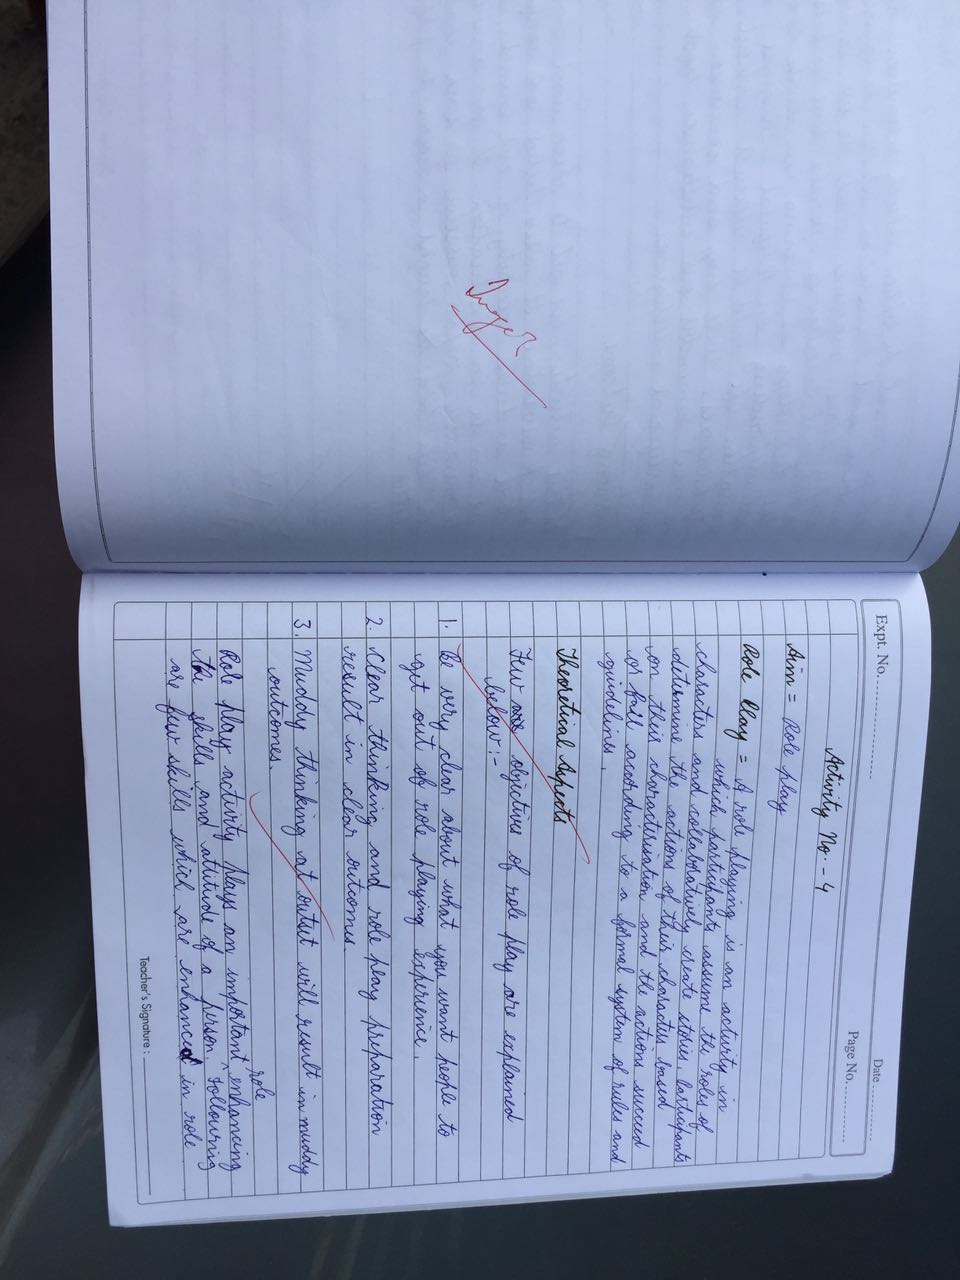 Expt. No.
Date
Page No.
Activity No. - 4
Aim = Role play
Role Play = A role playing is an activity in
which participants assume the roles of
characters and collaboratively create stories. Participants
determine the actions of their characters based
on their characterisation and the actions succeed
or fail according to a formal system of rules and
guidelines.
Theoretical Aspects
Few are objectives of role play are explained
below :-
1. Be very clear about what you want people to
get out of role playing experience.
2. Clear thinking and role play preparation
result in clear outcomes.
3. Muddy thinking at outset will result in muddy
outcomes.
Role play activity plays an important role enhancing
the skills and attitude of a person. Following
are few skills which are enhanced in role
Teacher's Signature :